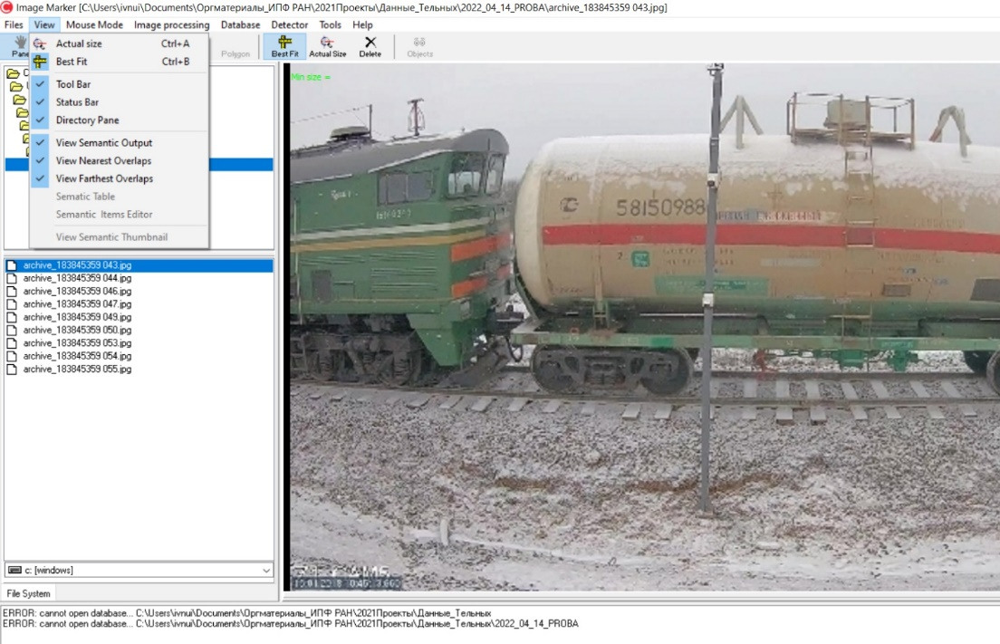 Image Marker [C:\Users\ivnui\Documents\Оргматериалы_ИПФ РАН\2021Проекты\Данные_Тельных\2022_04_14_PROBA\archive_183845359 043.jpg]
Files View Mouse Mode Image processing Database Detector Tools Help
Actual size Ctrl+A
Best Fit Ctrl+B
Tool Bar
Status Bar
Directory Pane
View Semantic Output
View Nearest Overlaps
View Farthest Overlaps
Sematic Table
Semantic Items Editor
View Semantic Thumbnail
Polygon Best Fit Actual Size Delete Objects
Min size =
58150988
archive_183845359 043.jpg
archive_183845359 044.jpg
archive_183845359 046.jpg
archive_183845359 047.jpg
archive_183845359 049.jpg
archive_183845359 050.jpg
archive_183845359 053.jpg
archive_183845359 054.jpg
archive_183845359 055.jpg
c: [windows]
File System
ERROR: cannot open database... C:\Users\ivnui\Documents\Оргматериалы_ИПФ РАН\2021Проекты\Данные_Тельных
ERROR: cannot open database... C:\Users\ivnui\Documents\Оргматериалы_ИПФ РАН\2021Проекты\Данные_Тельных\2022_04_14_PROBA